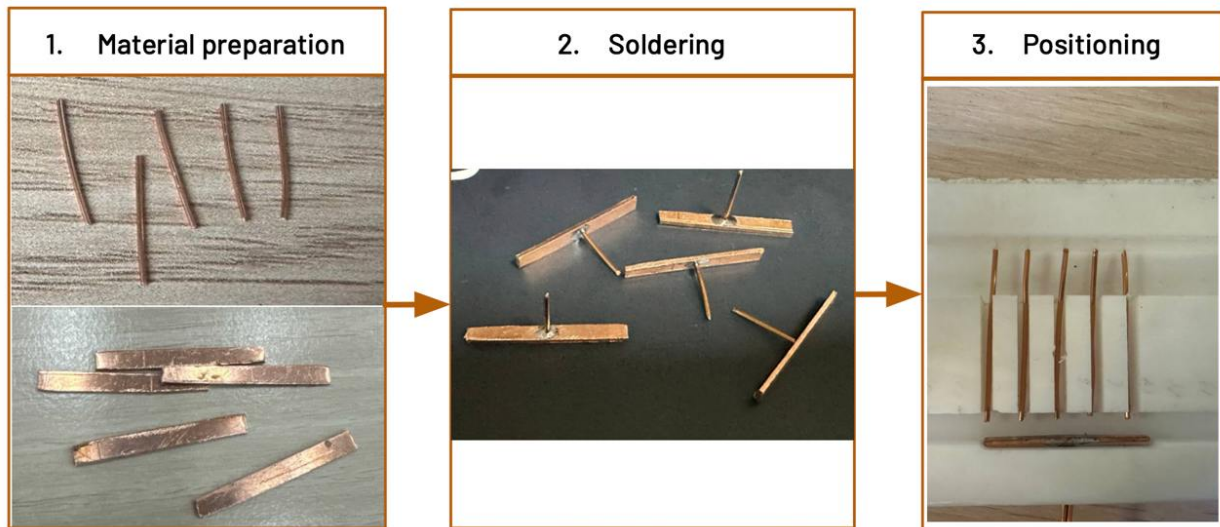 1. Material preparation
2. Soldering
3. Positioning